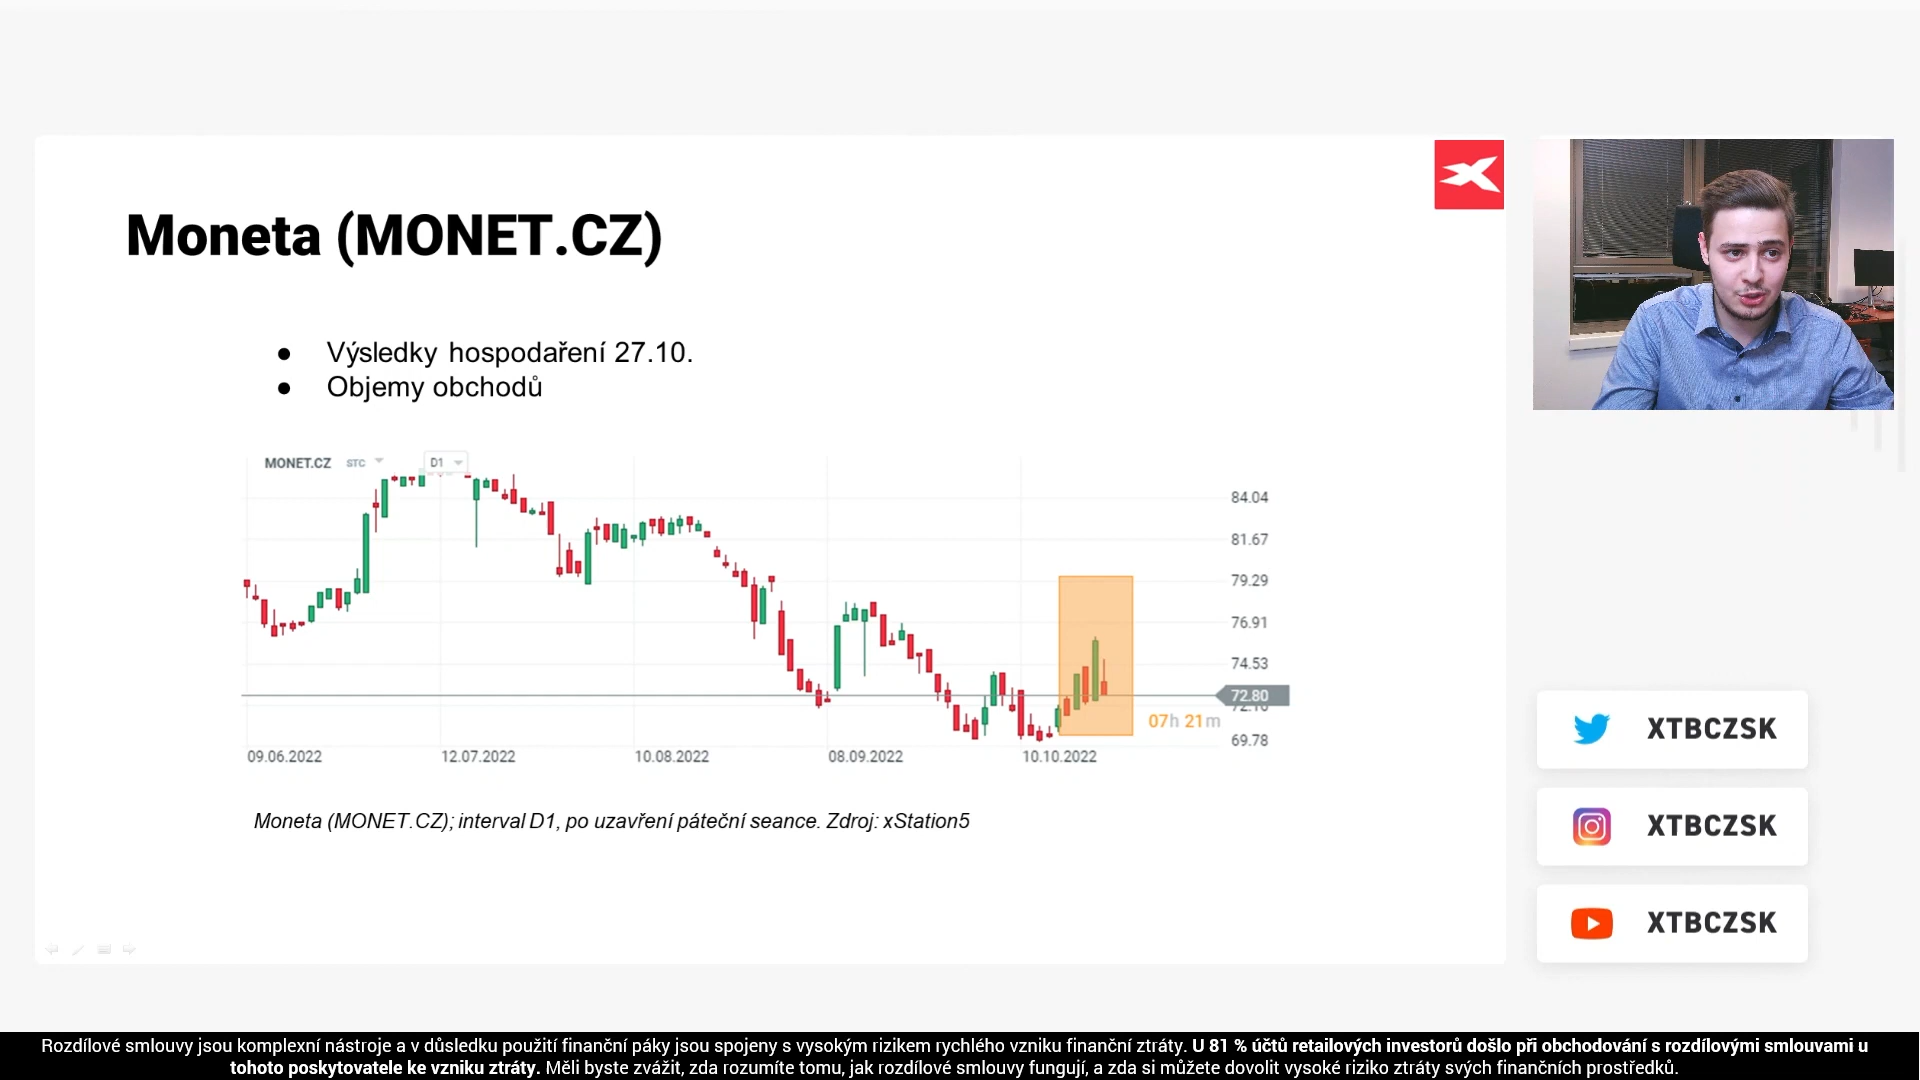 Moneta (MONET.CZ)
● Výsledky hospodaření 27.10.
● Objemy obchodů
MONET.CZ STC D1
84.04
81.67
79.29
76.91
74.53
72.80
07h 21m
69.78
09.06.2022 12.07.2022 10.08.2022 08.09.2022 10.10.2022
Moneta (MONET.CZ); interval D1, po uzavření páteční seance. Zdroj: xStation5
XTBCZSK
XTBCZSK
XTBCZSK
Rozdílové smlouvy jsou komplexní nástroje a v důsledku použití finanční páky jsou spojeny s vysokým rizikem rychlého vzniku finanční ztráty. U 81 % účtů retailových investorů došlo při obchodování s rozdílovými smlouvami u
tohoto poskytovatele ke vzniku ztráty. Měli byste zvážit, zda rozumíte tomu, jak rozdílové smlouvy fungují, a zda si můžete dovolit vysoké riziko ztráty svých finančních prostředků.